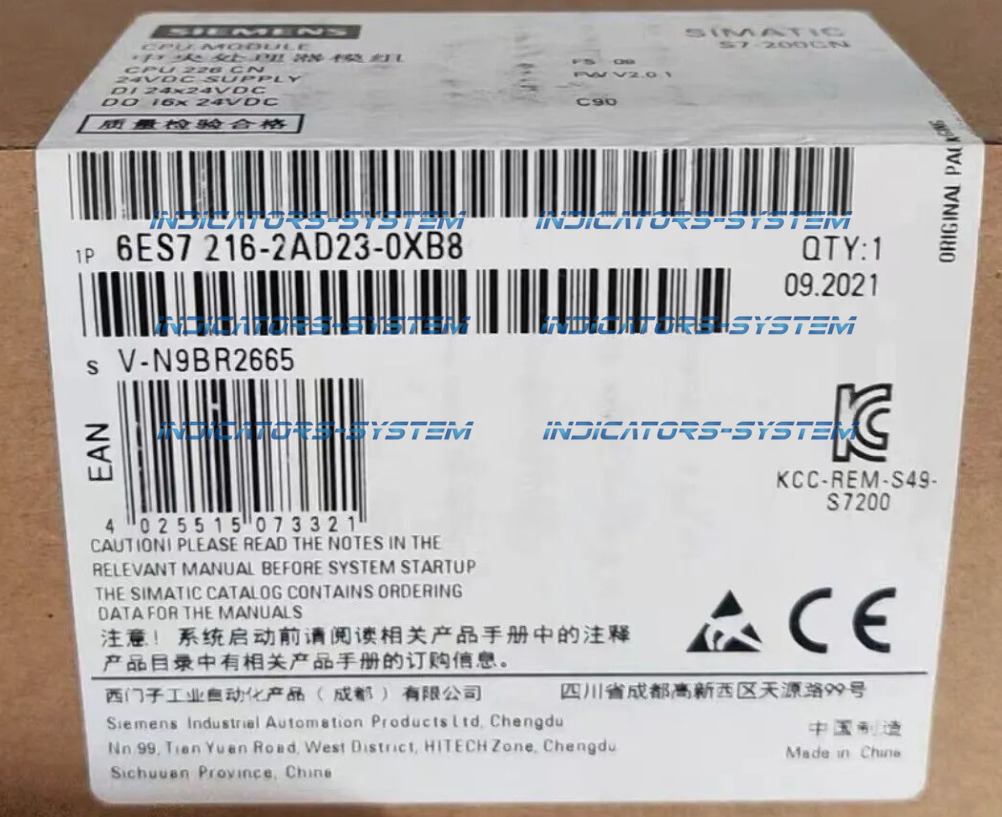 SIEMENS
SIMATIC
S7-200CN
CPU MODULE
中央处理器模组
CPU 226 CN
24VDC SUPPLY
DI 24x24VDC
DO 16x 24VDC
FS 09
FW V2.0.1
C90
质量检验合格
ORIGINAL PACKING
INDICATORS-SYSTEM INDICATORS-SYSTEM
1P 6ES7 216-2AD23-0XB8
QTY:1
09.2021
INDICATORS-SYSTEM INDICATORS-SYSTEM
S V-N9BR2665
INDICATORS-SYSTEM INDICATORS-SYSTEM
EAN
4 025515 073321
KCC-REM-S49-
S7200
CAUTION! PLEASE READ THE NOTES IN THE
RELEVANT MANUAL BEFORE SYSTEM STARTUP
THE SIMATIC CATALOG CONTAINS ORDERING
DATA FOR THE MANUALS
注意！系统启动前请阅读相关产品手册中的注释
产品目录中有相关产品手册的订购信息。
CE
西门子工业自动化产品（成都）有限公司 四川省成都高新西区天源路99号
Siemens Industrial Automation Products Ltd, Chengdu
No.99, Tian Yuan Road, West District, HITECH Zone, Chengdu
Sichuuan Province, China
中国制造
Made in China